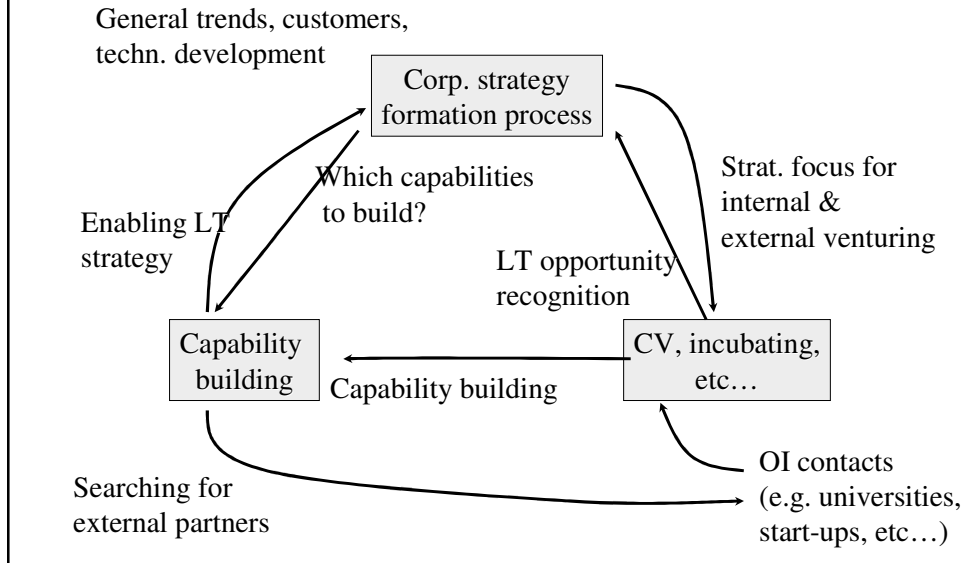 General trends, customers,
techn. development
Corp. strategy
formation process
Which capabilities
to build?
Strat. focus for
internal &
external venturing
Enabling LT
strategy
LT opportunity
recognition
Capability
building
CV, incubating,
etc…
Capability building
OI contacts
(e.g. universities,
start-ups, etc…)
Searching for
external partners